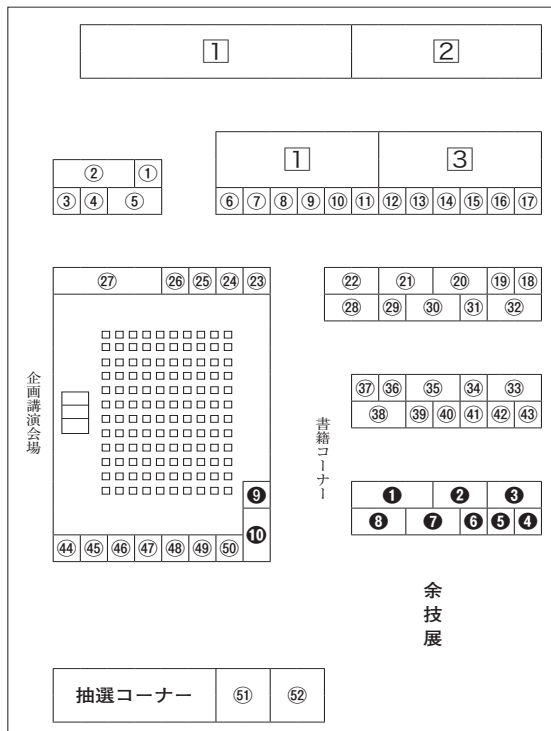 1 2
1 3
② ①
③ ④ ⑤
⑥ ⑦ ⑧ ⑨ ⑩ ⑪ ⑫ ⑬ ⑭ ⑮ ⑯ ⑰
㉗ ㉖ ㉕ ㉔ ㉓
㉒ ㉑ ⑳ ⑲ ⑱
㉘ ㉙ ㉚ ㉛ ㉜
企画講演会場
㊲ ㊱ ㉟ ㉞ ㉝
㊳ ㊴ ㊵ ㊶ ㊷ ㊸
書籍コーナー
❾
❿
❶ ❷ ❸
❽ ❼ ❻ ❺ ❹
㊹ ㊺ ㊻ ㊼ ㊽ ㊾ ㊿
余技展
抽選コーナー 51 52